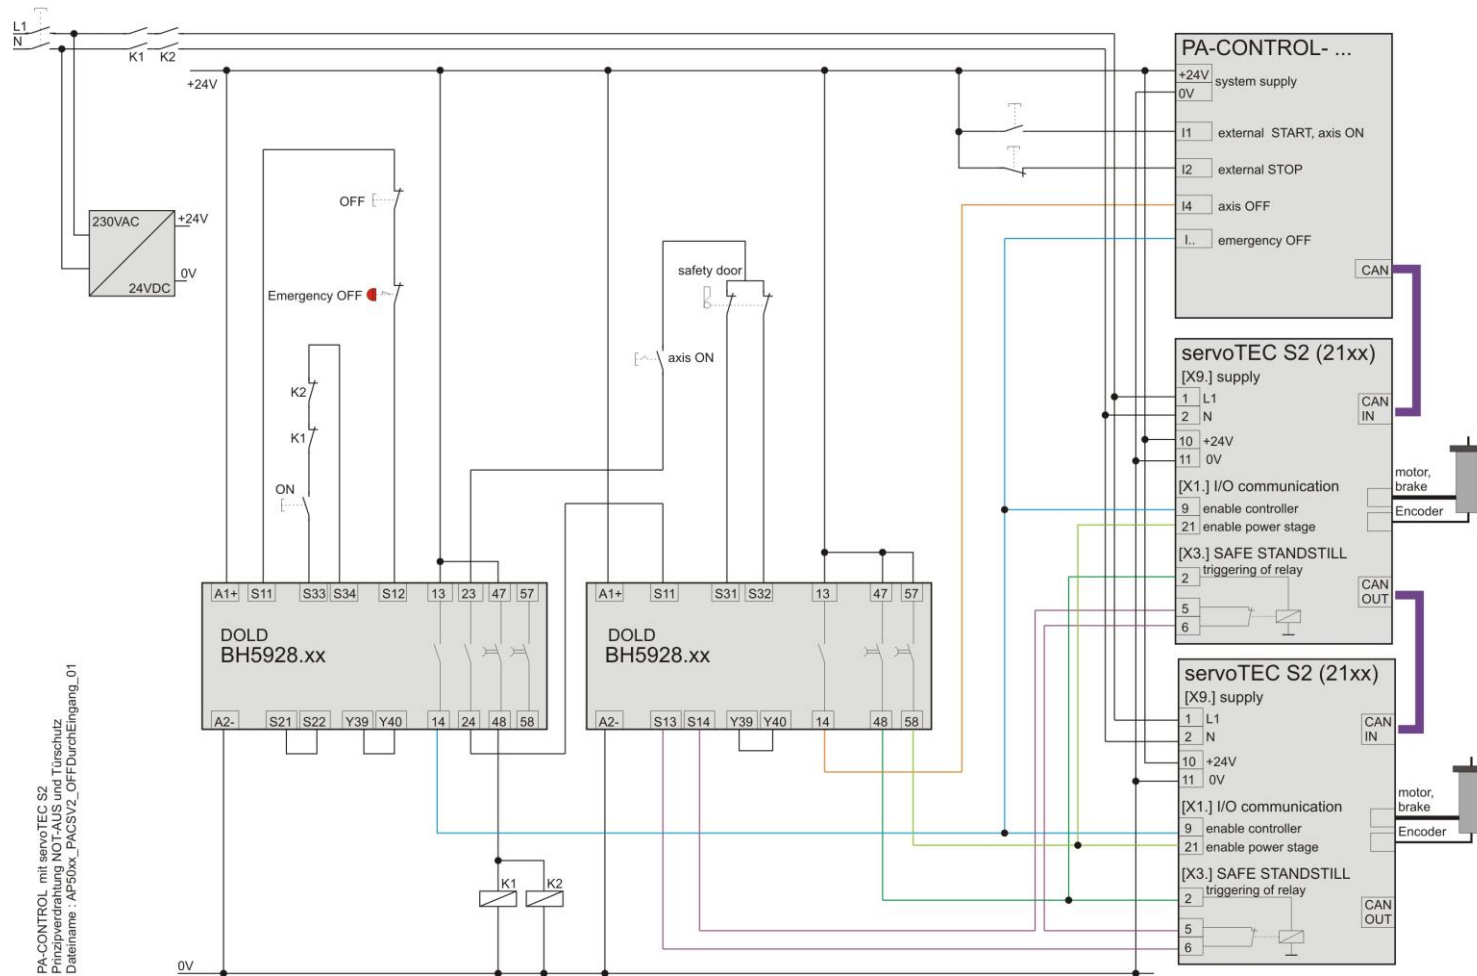 L1
N
K1 K2
+24V
230VAC
24VDC
+24V
0V
OFF
Emergency OFF
K2
K1
ON
safety door
axis ON
A1+ S11 S33 S34 S12 13 23 47 57
DOLD
BH5928.xx
A2- S21 S22 Y39 Y40 14 24 48 58
A1+ S11 S31 S32 13 47 57
DOLD
BH5928.xx
A2- S13 S14 Y39 Y40 14 48 58
K1 K2
0V
PA-CONTROL- ...
+24V system supply
0V
I1 external START, axis ON
I2 external STOP
I4 axis OFF
I.. emergency OFF
CAN
servoTEC S2 (21xx)
[X9.] supply
1 L1
2 N
CAN
IN
10 +24V
11 0V
[X1.] I/O communication
9 enable controller
21 enable power stage
motor,
brake
Encoder
[X3.] SAFE STANDSTILL
2 triggering of relay
5
6
CAN
OUT
servoTEC S2 (21xx)
[X9.] supply
1 L1
2 N
CAN
IN
10 +24V
11 0V
[X1.] I/O communication
9 enable controller
21 enable power stage
motor,
brake
Encoder
[X3.] SAFE STANDSTILL
2 triggering of relay
5
6
CAN
OUT
PA-CONTROL mit servoTEC S2
Prinzipverdrahtung NOT-AUS und Türschutz
Dateiname : AP50xx_PACSV2_OFFDurchEingang_01